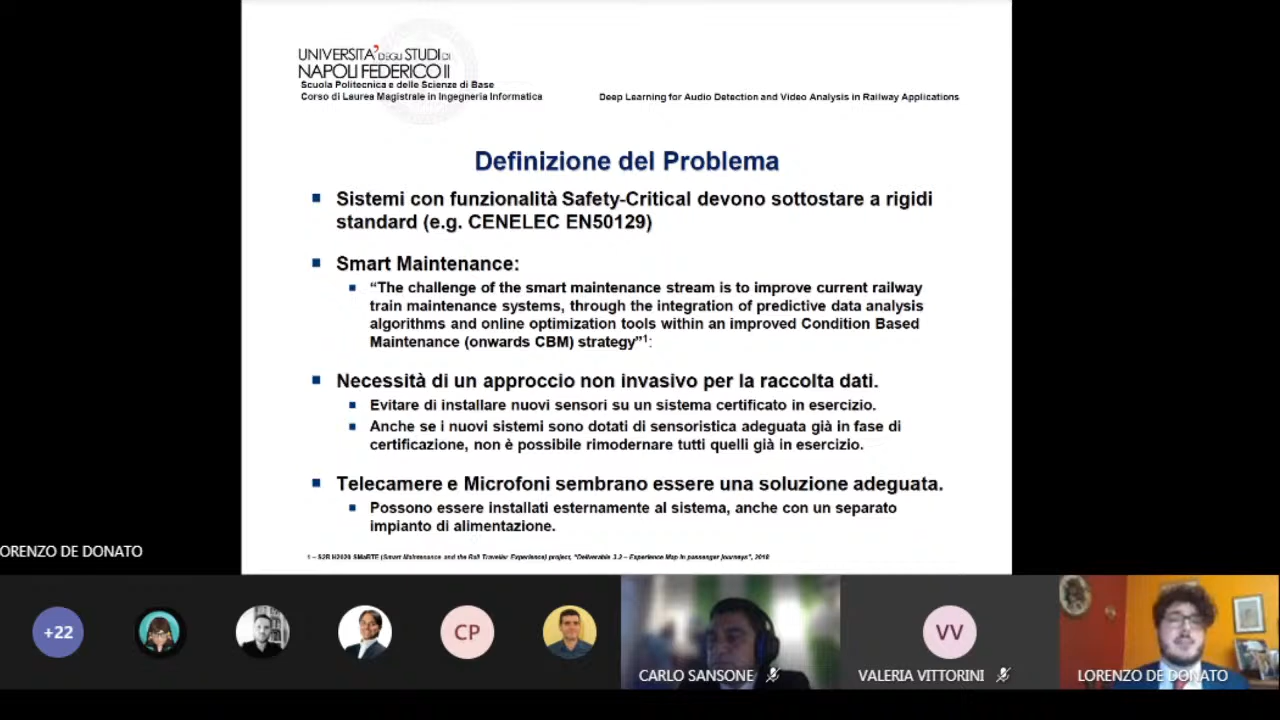 UNIVERSITA' DEGLI STUDI DI
NAPOLI FEDERICO II
Scuola Politecnica e delle Scienze di Base
Corso di Laurea Magistrale in Ingegneria Informatica
Deep Learning for Audio Detection and Video Analysis in Railway Applications
Definizione del Problema
Sistemi con funzionalità Safety-Critical devono sottostare a rigidi
standard (e.g. CENELEC EN50129)
Smart Maintenance:
“The challenge of the smart maintenance stream is to improve current railway
train maintenance systems, through the integration of predictive data analysis
algorithms and online optimization tools within an improved Condition Based
Maintenance (onwards CBM) strategy”1:
Necessità di un approccio non invasivo per la raccolta dati.
Evitare di installare nuovi sensori su un sistema certificato in esercizio.
Anche se i nuovi sistemi sono dotati di sensoristica adeguata già in fase di
certificazione, non è possibile rimodernare tutti quelli già in esercizio.
Telecamere e Microfoni sembrano essere una soluzione adeguata.
Possono essere installati esternamente al sistema, anche con un separato
impianto di alimentazione.
1 – S2R H2020 SMaRTE (Smart Maintenance and the Rail Traveller Experience) project, “Deliverable 3.2 – Experience Map in passenger journeys”, 2018
ORENZO DE DONATO
+22
CP
CARLO SANSONE
VV
VALERIA VITTORINI
LORENZO DE DONATO